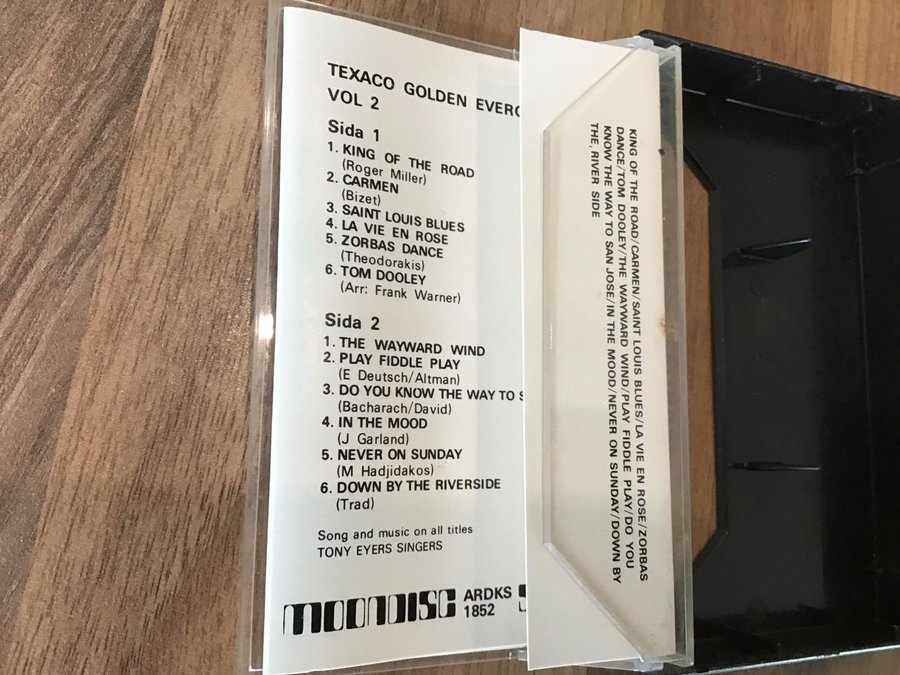 TEXACO GOLDEN
VOL 2
Sida 1
1. KING OF THE ROAD
(Roger Miller)
2. CARMEN
(Bizet)
3. SAINT LOUIS BLUES
4. LA VIE EN ROSE
5. ZORBAS DANCE
(Theodorakis)
6. TOM DOOLEY
(Arr: Frank Warner)
Sida 2
1. THE WAYWARD WIND
2. PLAY FIDDLE PLAY
(E Deutsch/Altman)
3. DO YOU KNOW THE WAY TO
(Bacharach/David)
4. IN THE MOOD
(J Garland)
5. NEVER ON SUNDAY
(M Hadjidakos)
6. DOWN BY THE RIVERSIDE
(Trad)
Song and music on all titles
TONY EYERS SINGERS
MOONDISC
ARDKS
1852
KING OF THE ROAD/CARMEN/SAINT LOUIS BLUES/LA VIE EN ROSE/ZORBAS
DANCE/TOM DOOLEY/THE WAYWARD WIND/PLAY FIDDLE PLAY/DO YOU
KNOW THE WAY TO SAN JOSE/IN THE MOOD/NEVER ON SUNDAY/DOWN BY
THE, RIVER SIDE